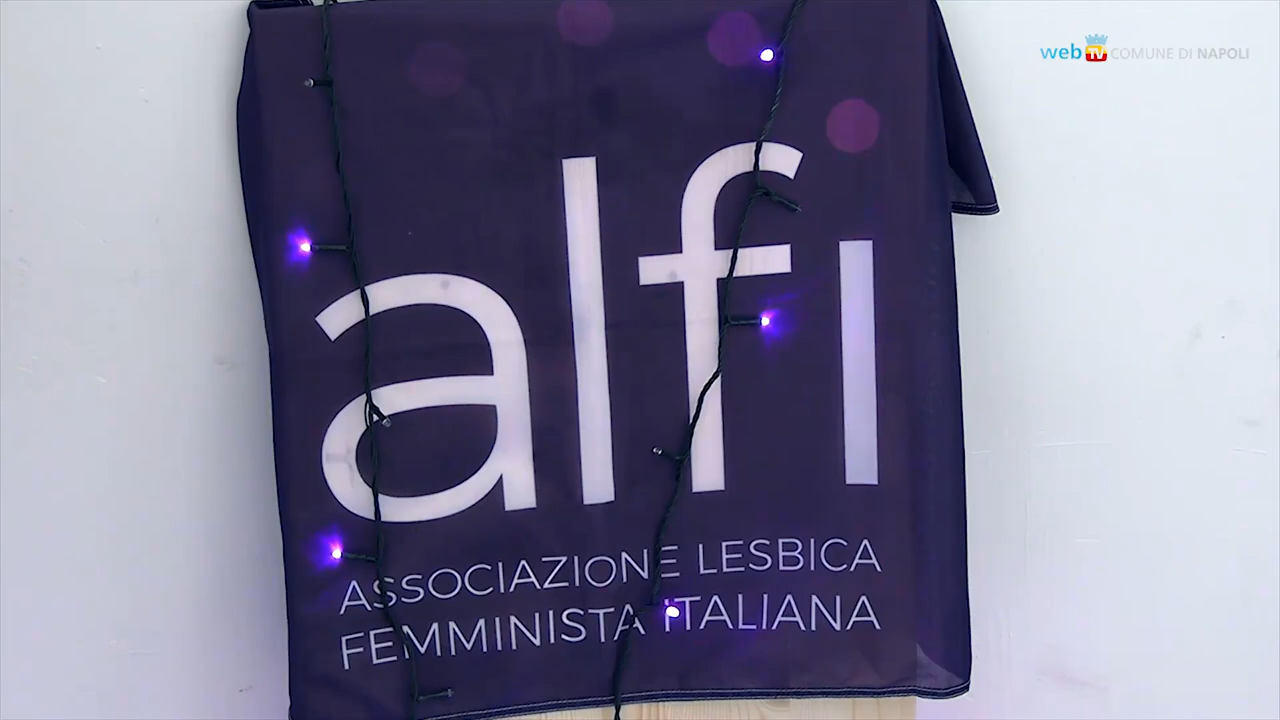 web TV COMUNE DI NAPOLI
alfi
ASSOCIAZIONE LESBICA
FEMMINISTA ITALIANA